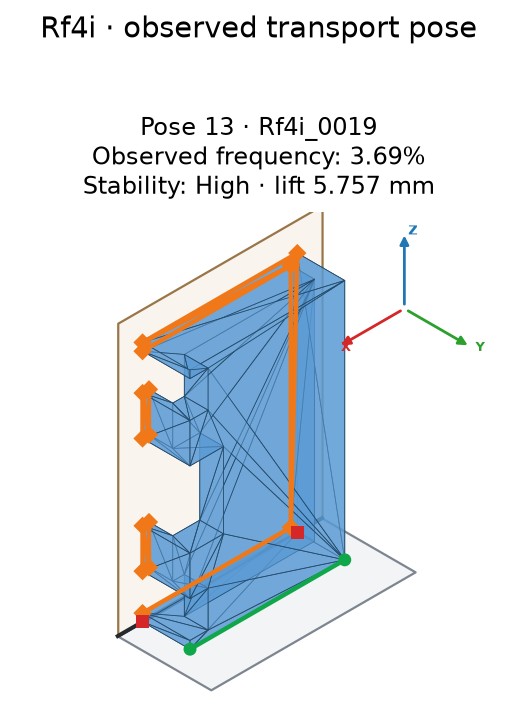 Rf4i · observed transport pose
Pose 13 · Rf4i_0019
Observed frequency: 3.69%
Stability: High · lift 5.757 mm
Z
X
Y